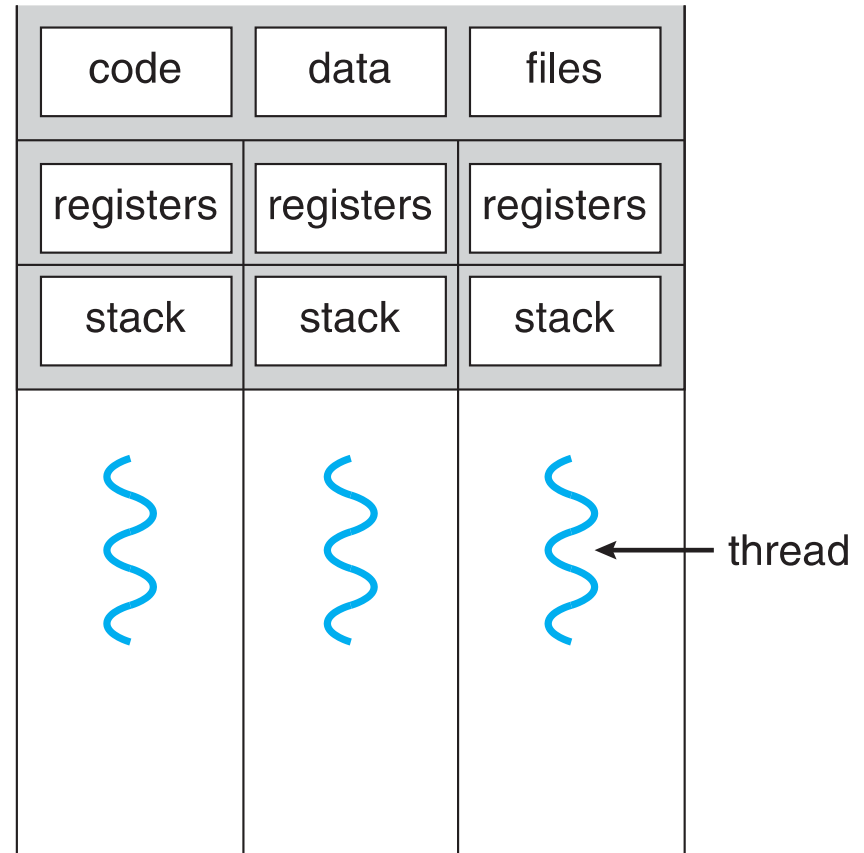 code data files
registers registers registers
stack stack stack
thread